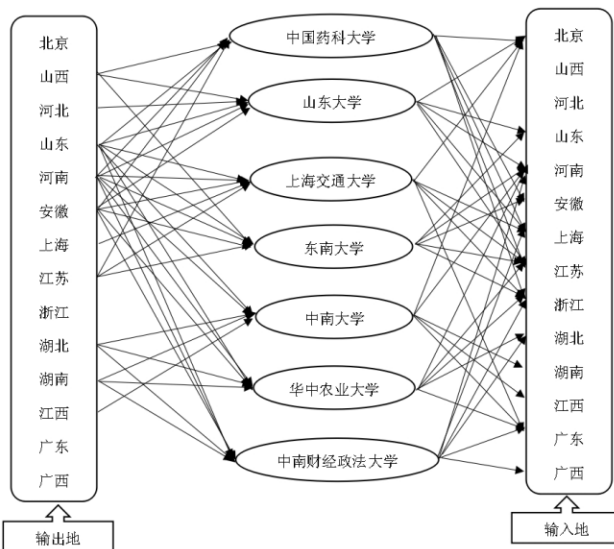 北京
山西
河北
山东
河南
安徽
上海
江苏
浙江
湖北
湖南
江西
广东
广西
输出地
中国药科大学
山东大学
上海交通大学
东南大学
中南大学
华中农业大学
中南财经政法大学
北京
山西
河北
山东
河南
安徽
上海
江苏
浙江
湖北
湖南
江西
广东
广西
输入地